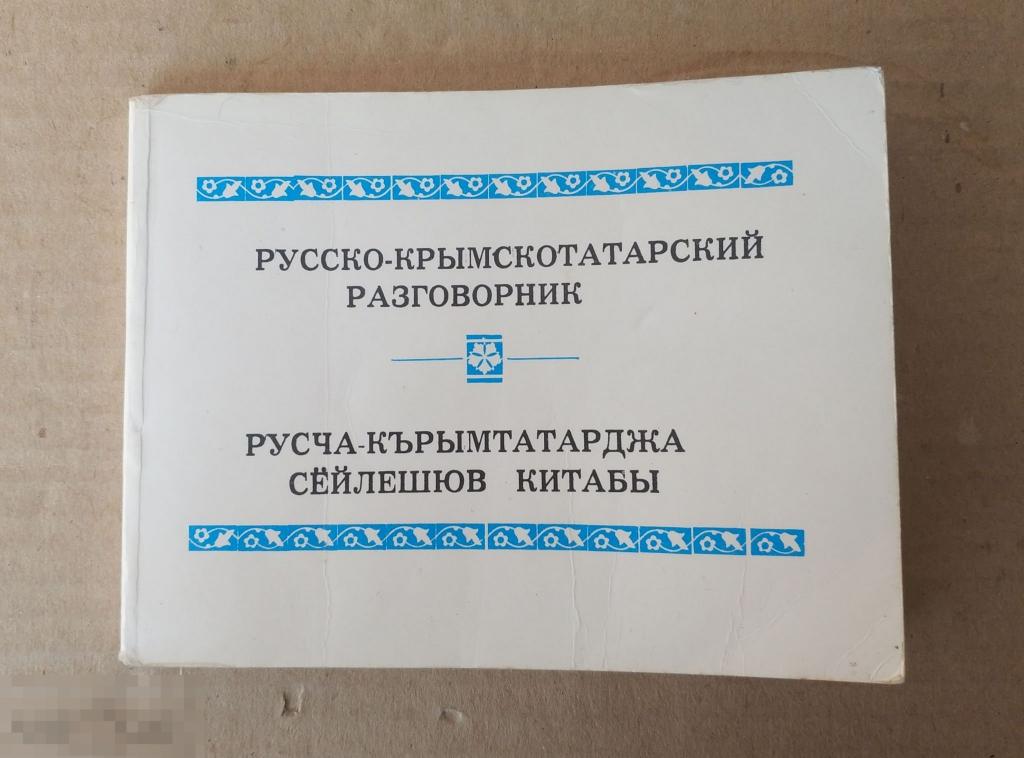 РУССКО-КРЫМСКОТАТАРСКИЙ
РАЗГОВОРНИК
РУСЧА-КЪРЫМТАТАРДЖА
СЁЙЛЕШЮВ КИТАБЫ